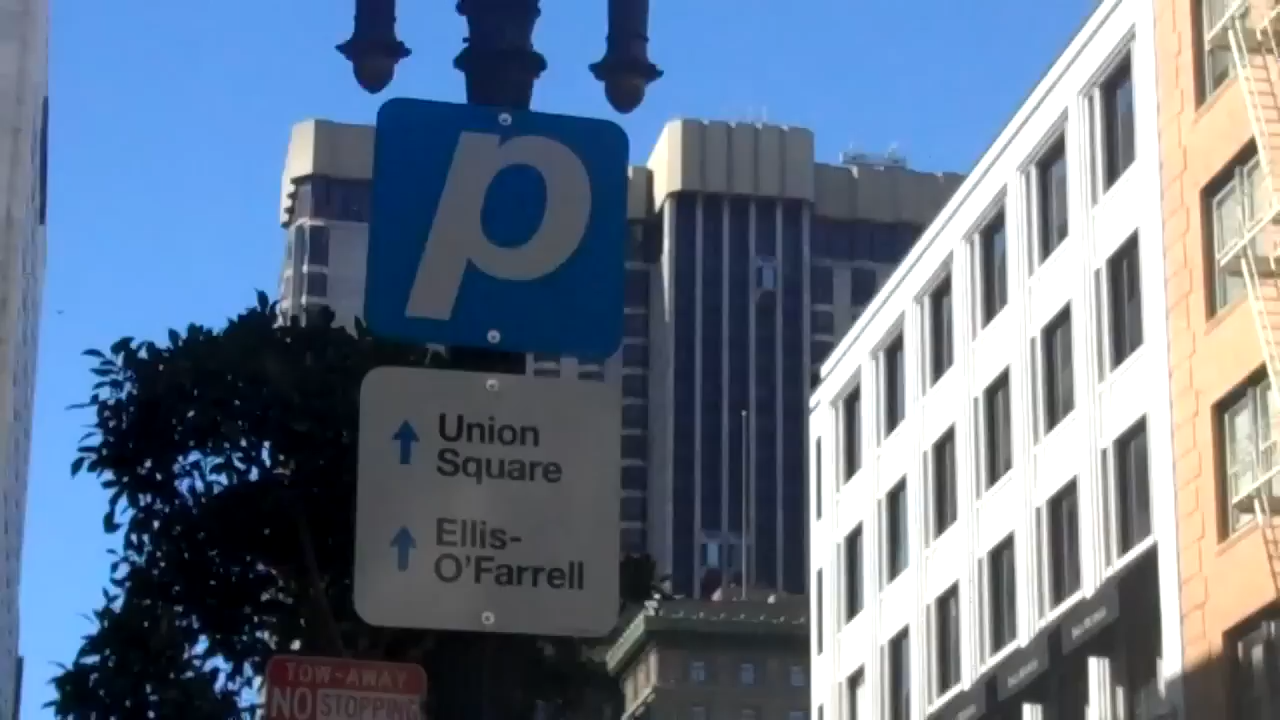 p
Union
Square
Ellis-
O'Farrell
TOW-AWAY
NO STOPPING